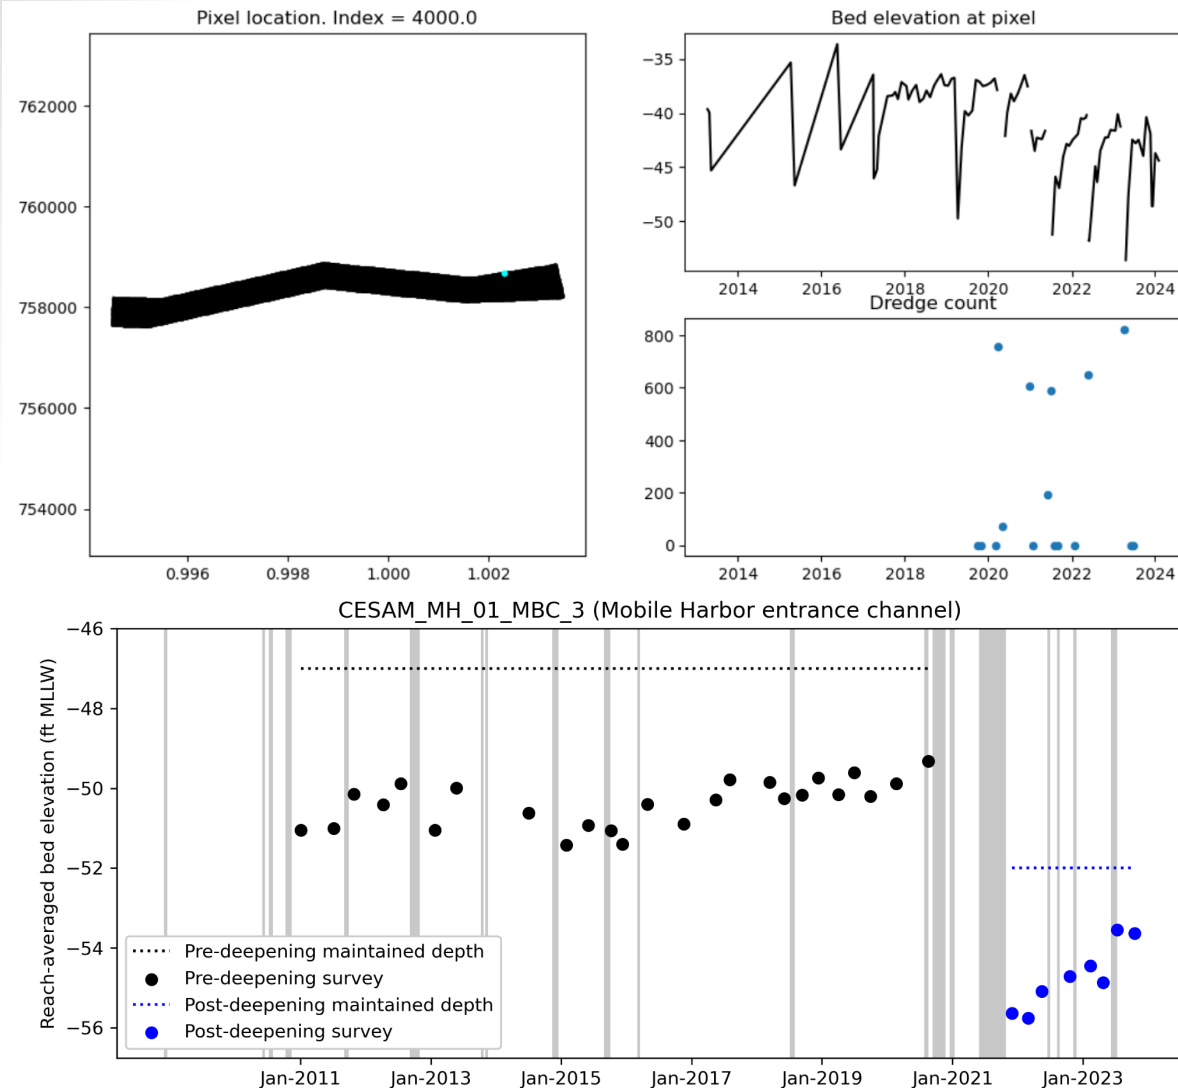 Pixel location. Index = 4000.0
762000
760000
758000
756000
754000
0.996 0.998 1.000 1.002
Bed elevation at pixel
−35
−40
−45
−50
2014 2016 2018 2020 2022 2024
Dredge count
800
600
400
200
0
2014 2016 2018 2020 2022 2024
CESAM_MH_01_MBC_3 (Mobile Harbor entrance channel)
Reach-averaged bed elevation (ft MLLW)
−46
−48
−50
−52
−54
−56
Pre-deepening maintained depth
Pre-deepening survey
Post-deepening maintained depth
Post-deepening survey
Jan-2011 Jan-2013 Jan-2015 Jan-2017 Jan-2019 Jan-2021 Jan-2023